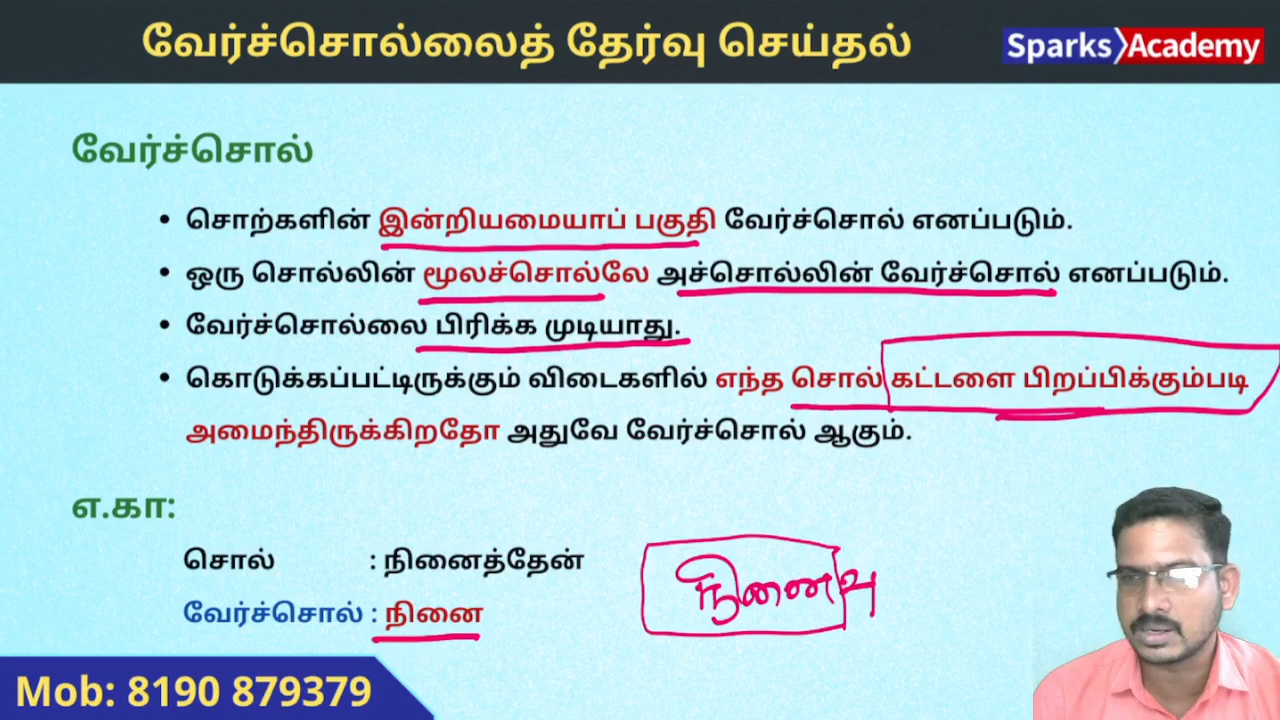 வேர்ச்சொல்லைத் தேர்வு செய்தல்
Sparks Academy
வேர்ச்சொல்
• சொற்களின் இன்றியமையாப் பகுதி வேர்ச்சொல் எனப்படும்.
• ஒரு சொல்லின் மூலச்சொல்லே அச்சொல்லின் வேர்ச்சொல் எனப்படும்.
• வேர்ச்சொல்லை பிரிக்க முடியாது.
• கொடுக்கப்பட்டிருக்கும் விடைகளில் எந்த சொல் கட்டளை பிறப்பிக்கும்படி
அமைந்திருக்கிறதோ அதுவே வேர்ச்சொல் ஆகும்.
எ.கா:
சொல் : நினைத்தேன்
வேர்ச்சொல் : நினை
நினைவு
Mob: 8190 879379